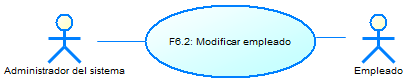 F6.2: Modificar empleado
Administrador del sistema
Empleado